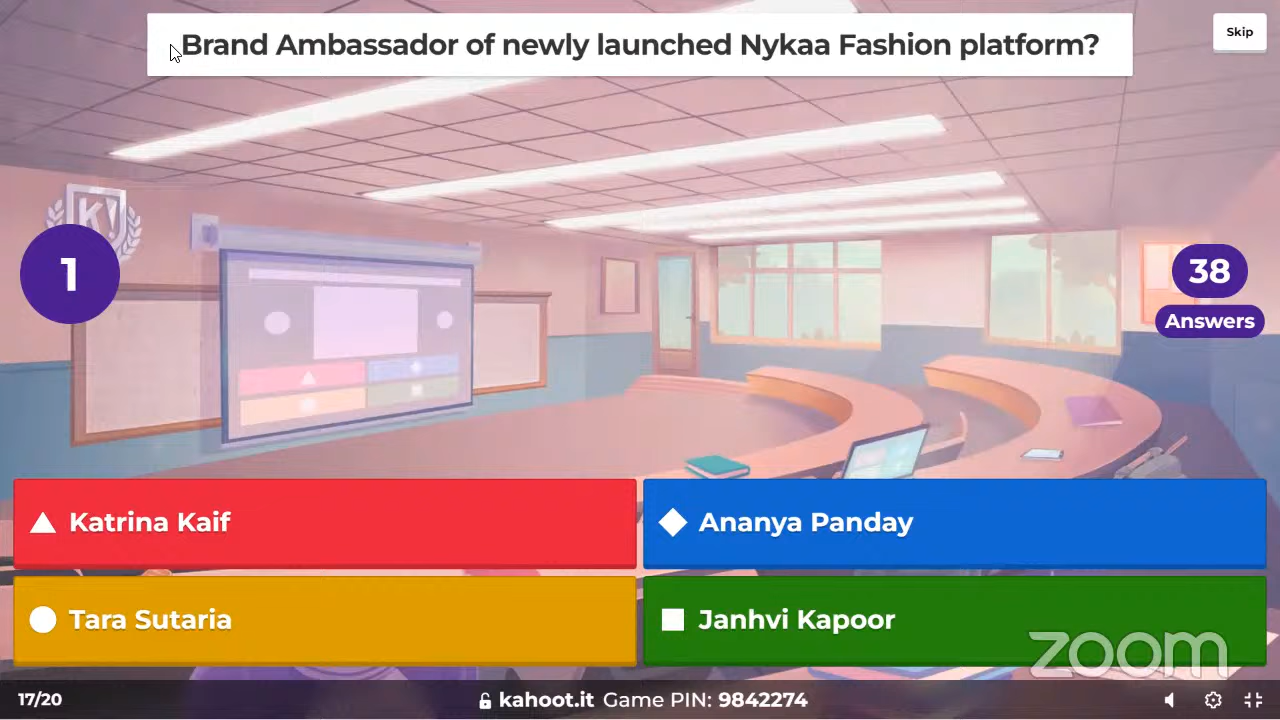 Brand Ambassador of newly launched Nykaa Fashion platform?
Skip
K!
1
38
Answers
Katrina Kaif
Ananya Panday
Tara Sutaria
Janhvi Kapoor
zoom
17/20
kahoot.it Game PIN: 9842274